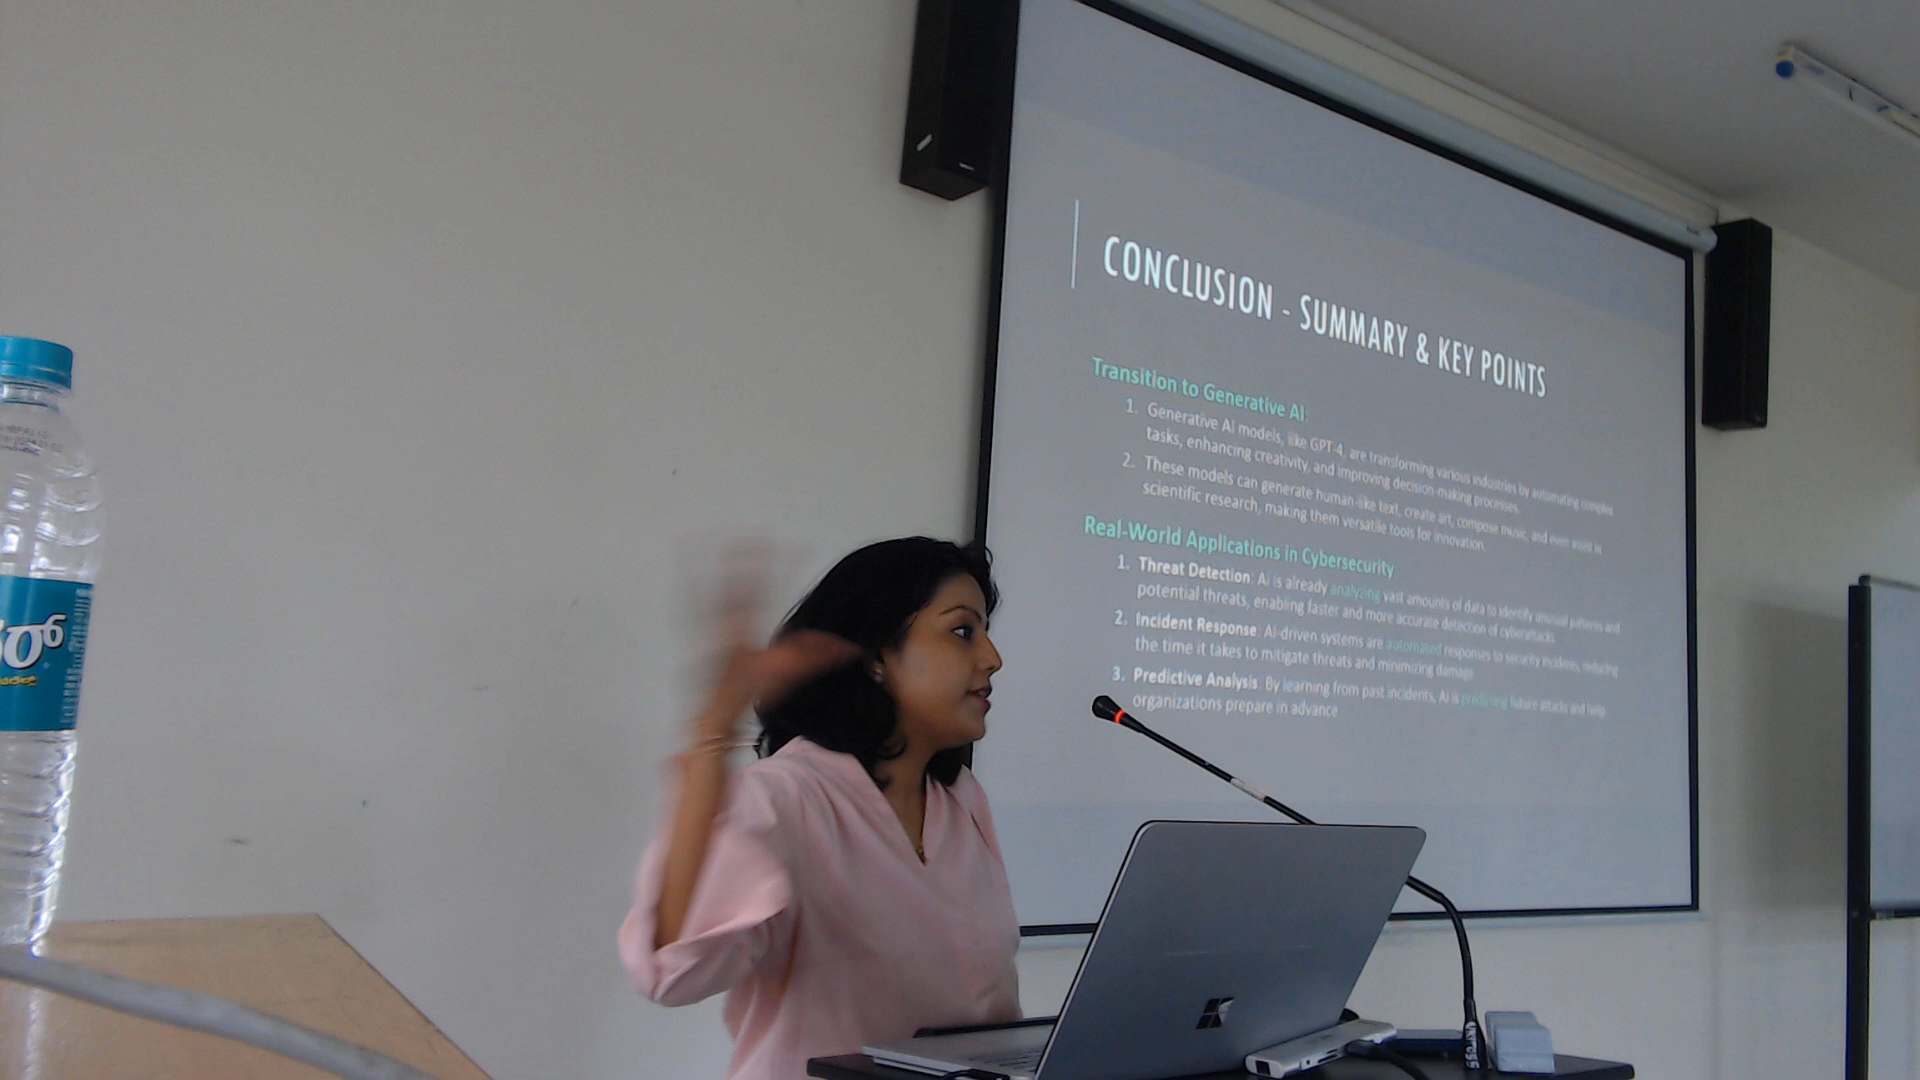 CONCLUSION - SUMMARY & KEY POINTS
Transition to Generative AI:
1. Generative AI models, like GPT-4, are transforming various industries by automating complex
tasks, enhancing creativity, and improving decision-making processes.
2. These models can generate human-like text, create art, compose music, and even assist in
scientific research, making them versatile tools for innovation.
Real-World Applications in Cybersecurity:
1. Threat Detection: AI is already analyzing vast amounts of data to identify unusual patterns and
potential threats, enabling faster and more accurate detection of cyberattacks
2. Incident Response: AI-driven systems are automated responses to security incidents, reducing
the time it takes to mitigate threats and minimizing damage
3. Predictive Analysis: By learning from past incidents, AI is predicting future attacks and help
organizations prepare in advance